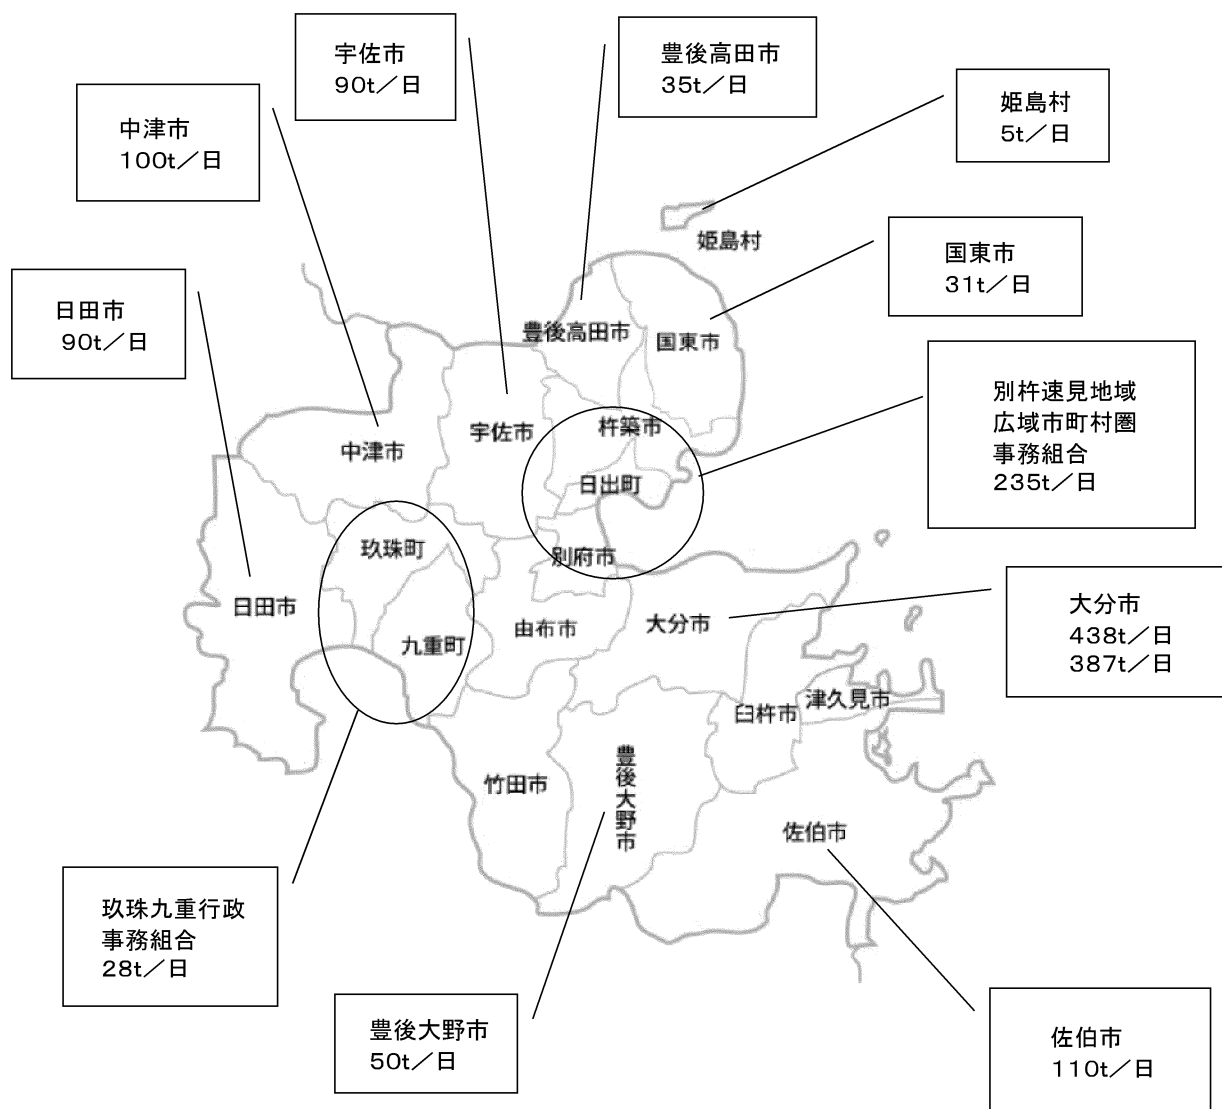 宇佐市
90t／日
豊後高田市
35t／日
姫島村
5t／日
中津市
100t／日
国東市
31t／日
日田市
90t／日
別杵速見地域
広域市町村圏
事務組合
235t／日
大分市
438t／日
387t／日
玖珠九重行政
事務組合
28t／日
豊後大野市
50t／日
佐伯市
110t／日
姫島村
豊後高田市
国東市
宇佐市
杵築市
中津市
日出町
玖珠町
別府市
日田市
由布市
大分市
九重町
臼杵市
津久見市
竹田市
豊後大野市
佐伯市